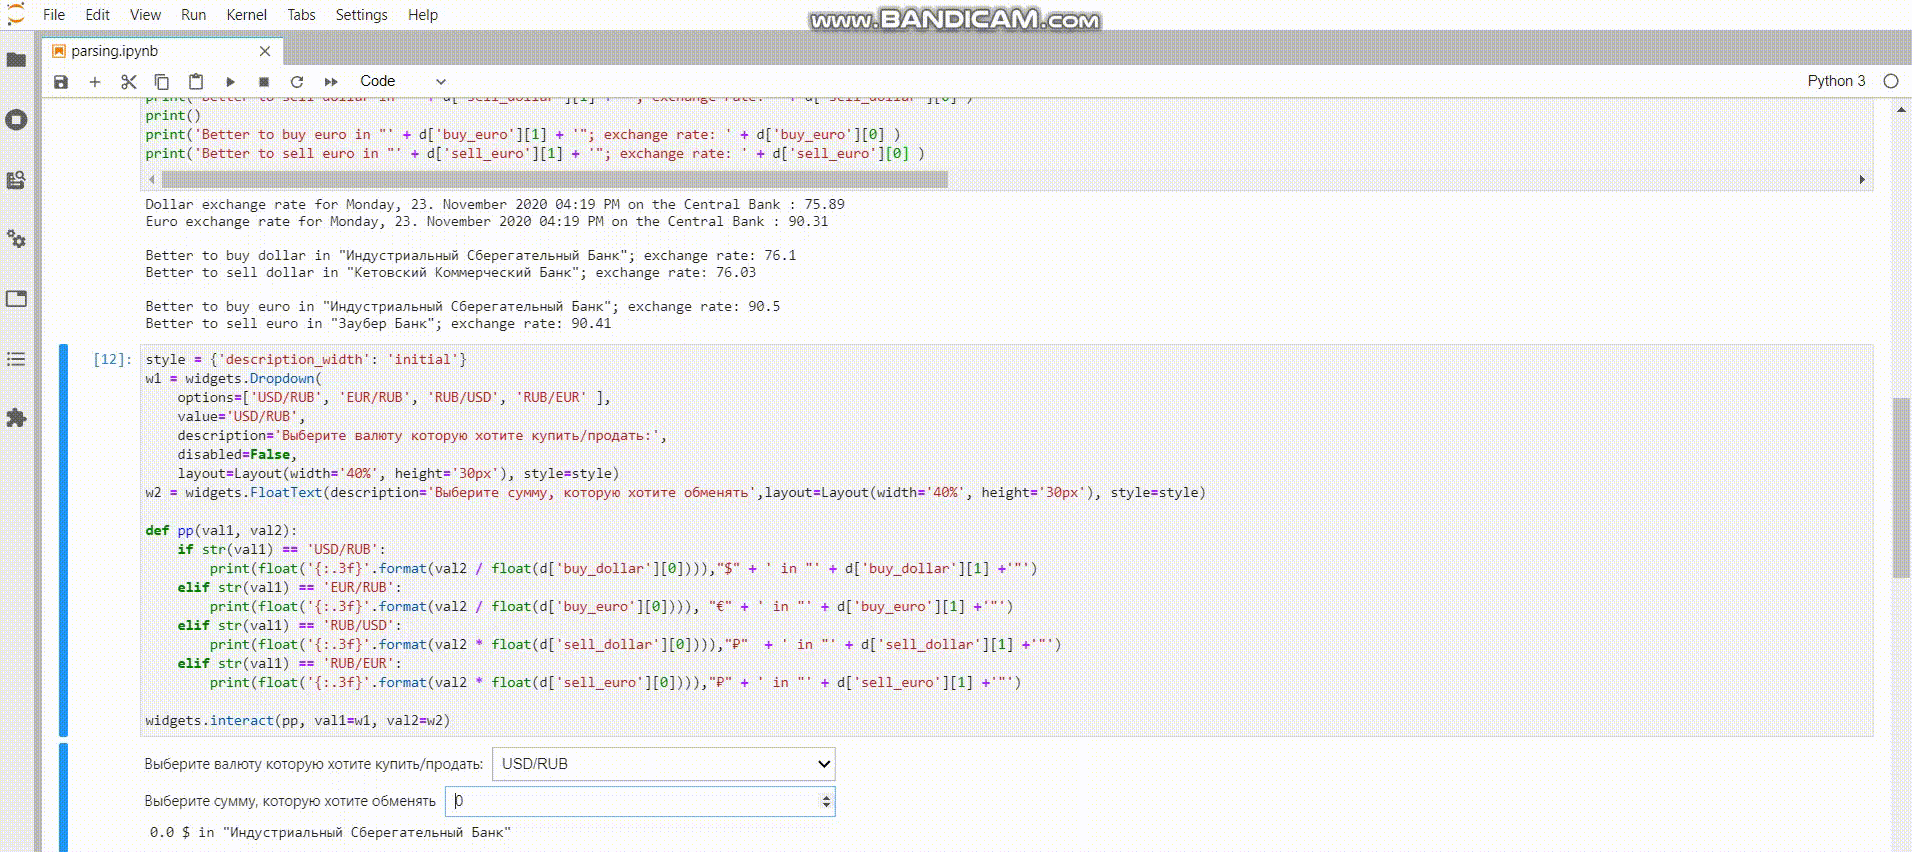 File Edit View Run Kernel Tabs Settings Help
www.BANDICAM.com
parsing.ipynb
Code
Python 3
print()
print('Better to buy euro in "' + d['buy_euro'][1] + '"; exchange rate: ' + d['buy_euro'][0] )
print('Better to sell euro in "' + d['sell_euro'][1] + '"; exchange rate: ' + d['sell_euro'][0] )
Dollar exchange rate for Monday, 23. November 2020 04:19 PM on the Central Bank : 75.89
Euro exchange rate for Monday, 23. November 2020 04:19 PM on the Central Bank : 90.31
Better to buy dollar in "Индустриальный Сберегательный Банк"; exchange rate: 76.1
Better to sell dollar in "Кетовский Коммерческий Банк"; exchange rate: 76.03
Better to buy euro in "Индустриальный Сберегательный Банк"; exchange rate: 90.5
Better to sell euro in "Заубер Банк"; exchange rate: 90.41
[12]:
style = {'description_width': 'initial'}
w1 = widgets.Dropdown(
options=['USD/RUB', 'EUR/RUB', 'RUB/USD', 'RUB/EUR' ],
value='USD/RUB',
description='Выберите валюту которую хотите купить/продать:',
disabled=False,
layout=Layout(width='40%', height='30px'), style=style)
w2 = widgets.FloatText(description='Выберите сумму, которую хотите обменять',layout=Layout(width='40%', height='30px'), style=style)
def pp(val1, val2):
if str(val1) == 'USD/RUB':
print(float('{:.3f}'.format(val2 / float(d['buy_dollar'][0]))),"$" + ' in "' + d['buy_dollar'][1] +'"')
elif str(val1) == 'EUR/RUB':
print(float('{:.3f}'.format(val2 / float(d['buy_euro'][0]))), "€" + ' in "' + d['buy_euro'][1] +'"')
elif str(val1) == 'RUB/USD':
print(float('{:.3f}'.format(val2 * float(d['sell_dollar'][0]))),"₽"  + ' in "' + d['sell_dollar'][1] +'"')
elif str(val1) == 'RUB/EUR':
print(float('{:.3f}'.format(val2 * float(d['sell_euro'][0]))),"₽" + ' in "' + d['sell_euro'][1] +'"')
widgets.interact(pp, val1=w1, val2=w2)
Выберите валюту которую хотите купить/продать: USD/RUB
Выберите сумму, которую хотите обменять 0
0.0 $ in "Индустриальный Сберегательный Банк"